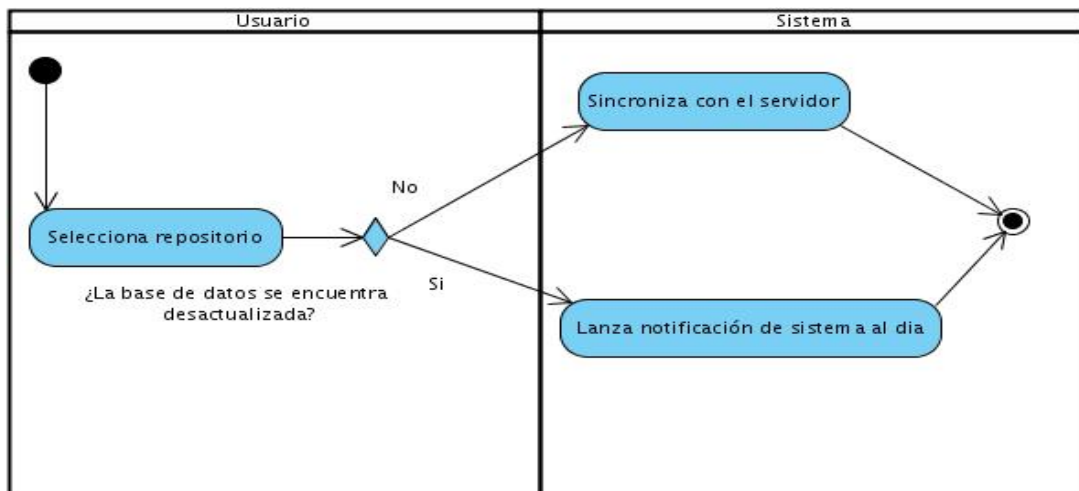 Usuario
Sistema
Sincroniza con el servidor
No
Selecciona repositorio
Si
¿La base de datos se encuentra
desactualizada?
Lanza notificación de sistema al dia